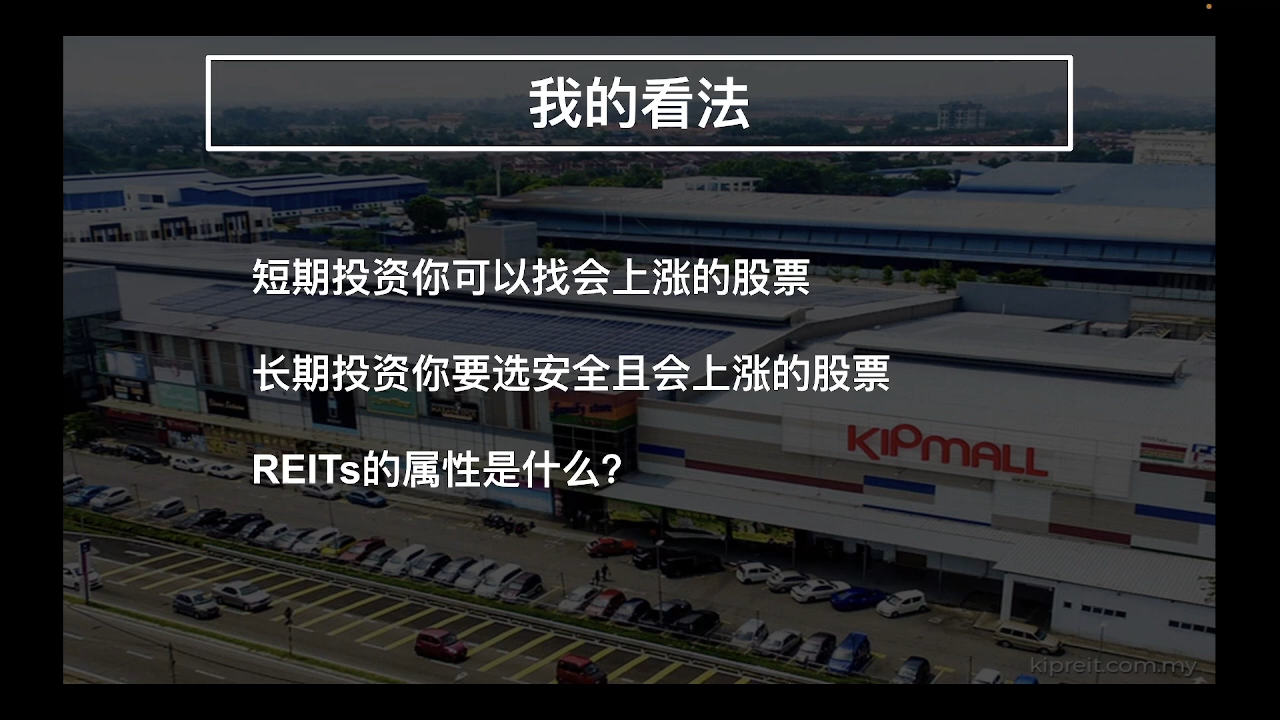 我的看法
短期投资你可以找会上涨的股票
长期投资你要选安全且会上涨的股票
REITs的属性是什么?
family store
KIPMALL
kipreit.com.my